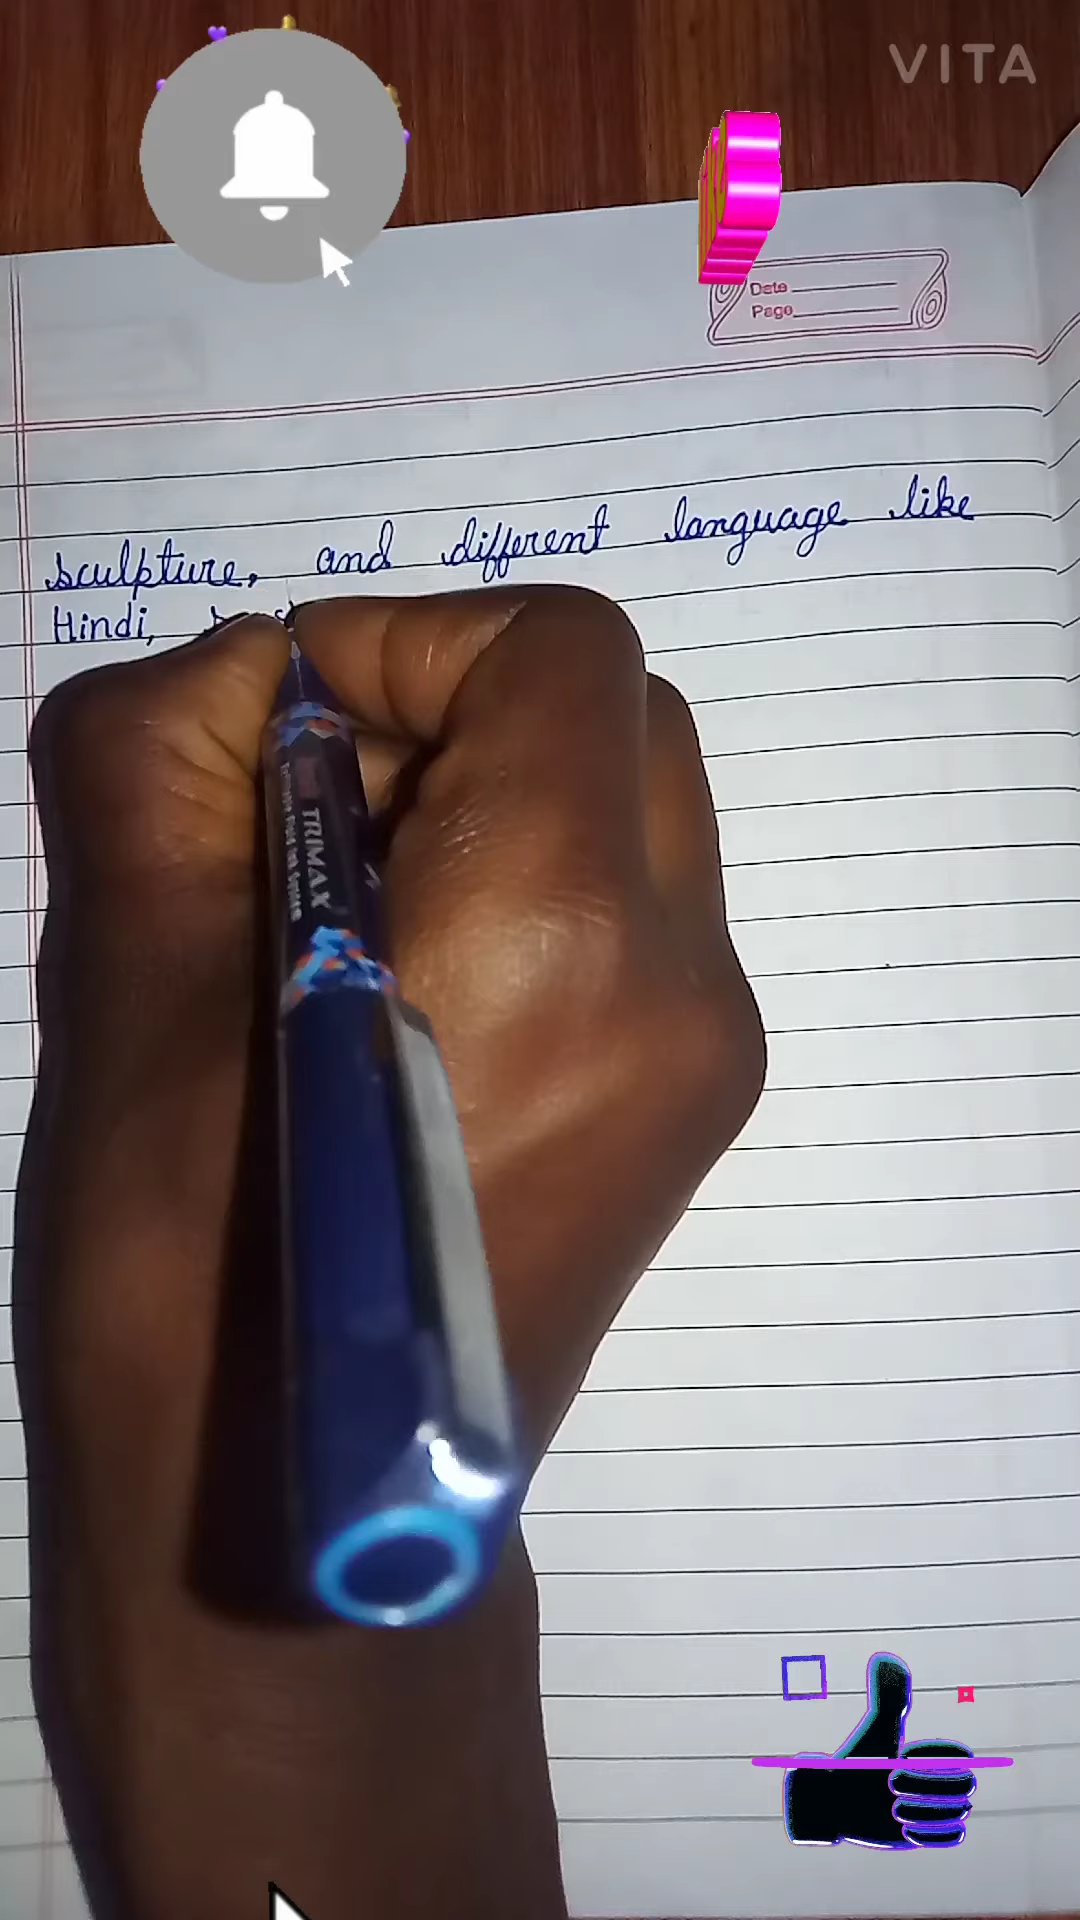 VITA
Date
Page
sculpture, and different language like
Hindi,
TRIMAX